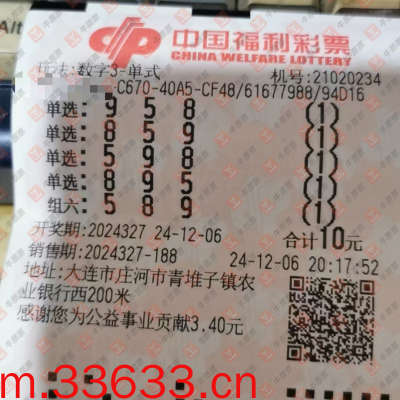 Alt
中国福利彩票
CHINA WELFARE LOTTERY
玩法:数字3-单式 机号:21020234
C670-40A5-CF48/61677988/94D16
单选: 9 5 8 (1)
单选: 8 5 9 (1)
单选: 5 9 8 (1)
单选: 8 9 5 (1)
组六: 5 8 9 (1)
开奖期:2024327 24-12-06 合计10元
销售期:2024327-188 24-12-06 20:17:52
地址:大连市庄河市青堆子镇农
业银行西200米
感谢您为公益事业贡献3.40元
m.33633.cn